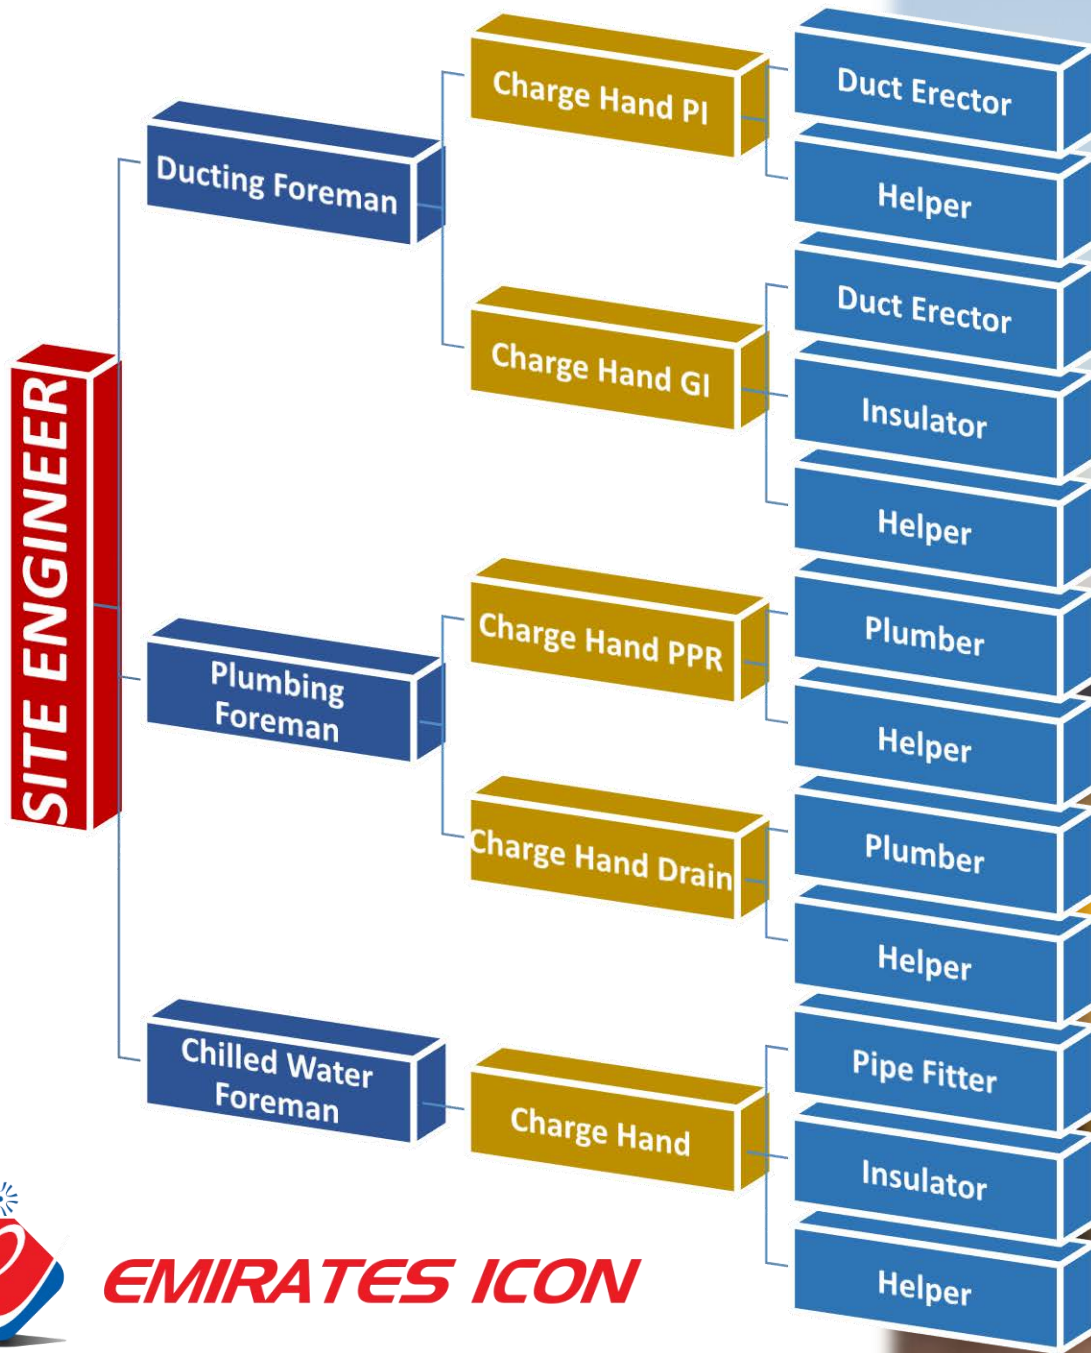 SITE ENGINEER
Ducting Foreman
Charge Hand PI
Duct Erector
Helper
Charge Hand GI
Duct Erector
Insulator
Helper
Plumbing
Foreman
Charge Hand PPR
Plumber
Helper
Charge Hand Drain
Plumber
Helper
Chilled Water
Foreman
Charge Hand
Pipe Fitter
Insulator
Helper
EMIRATES ICON